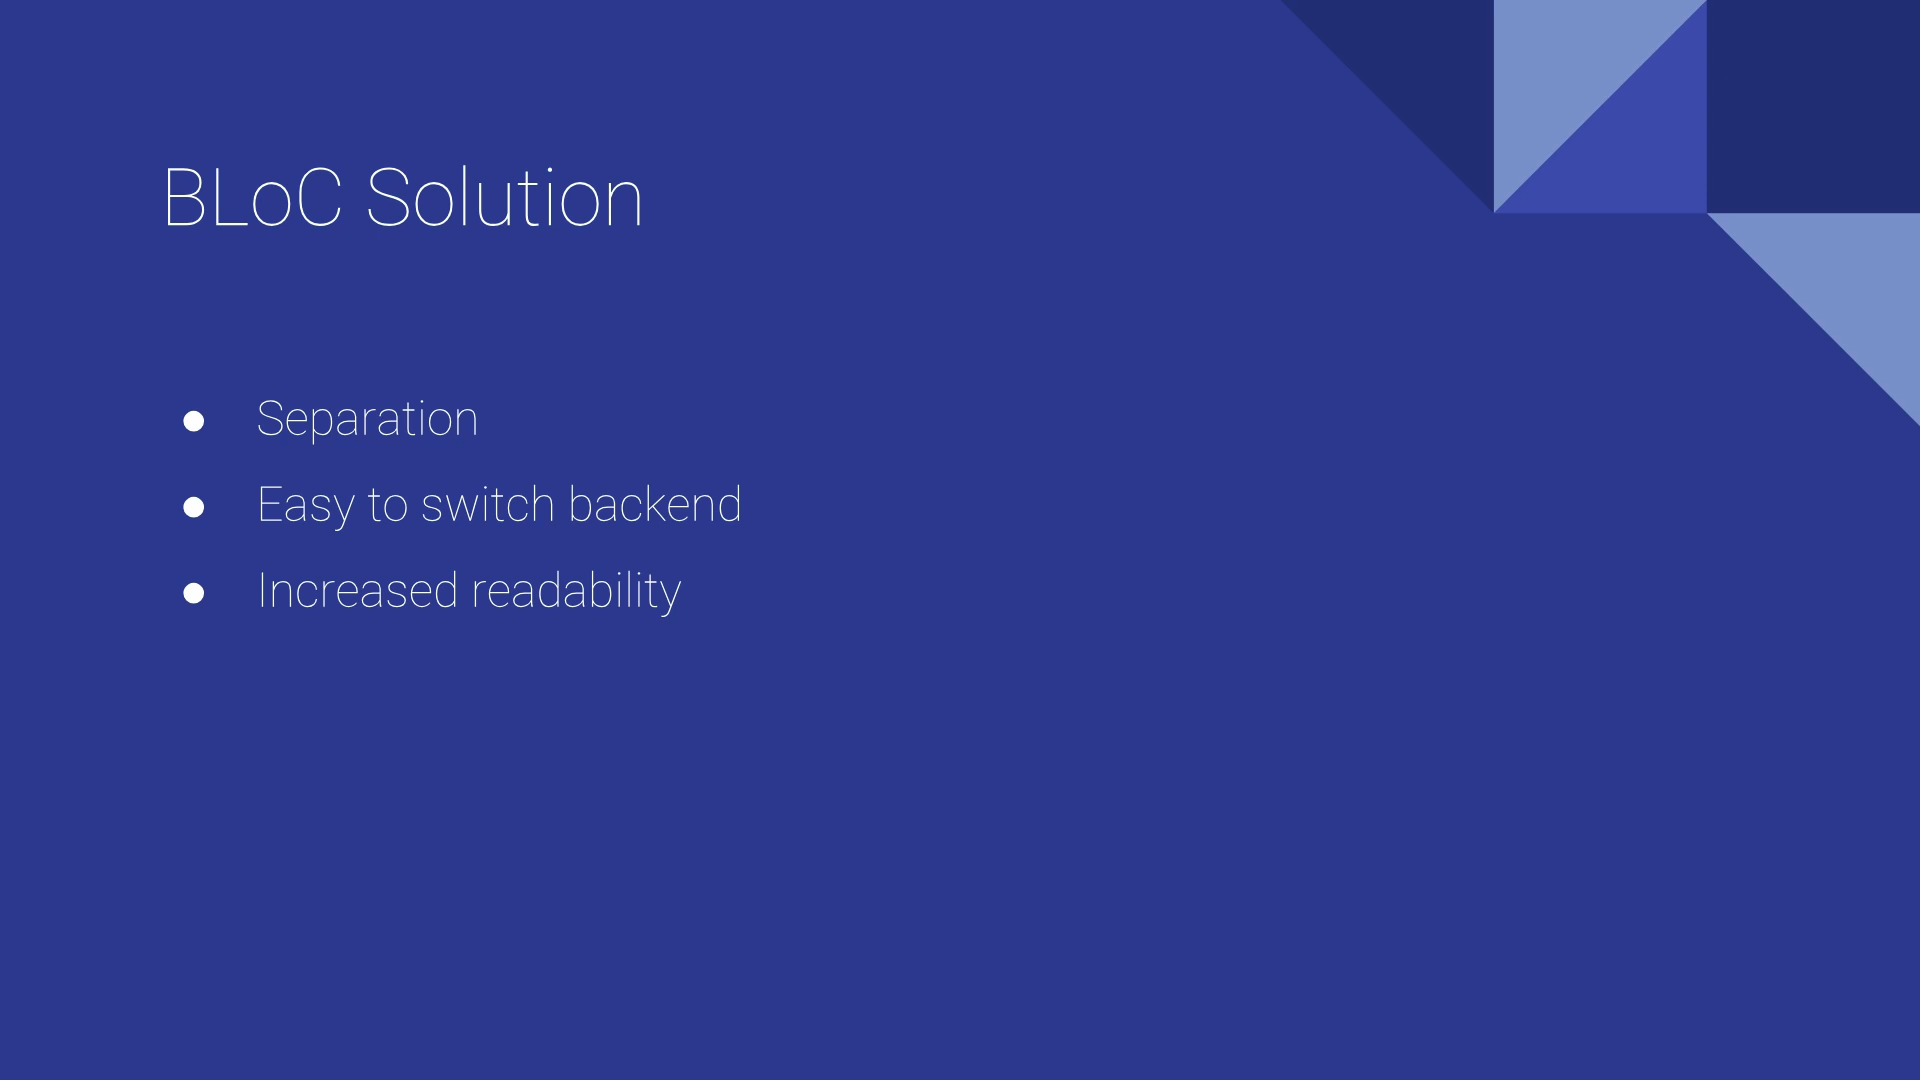 BLoC Solution
● Separation
● Easy to switch backend
● Increased readability